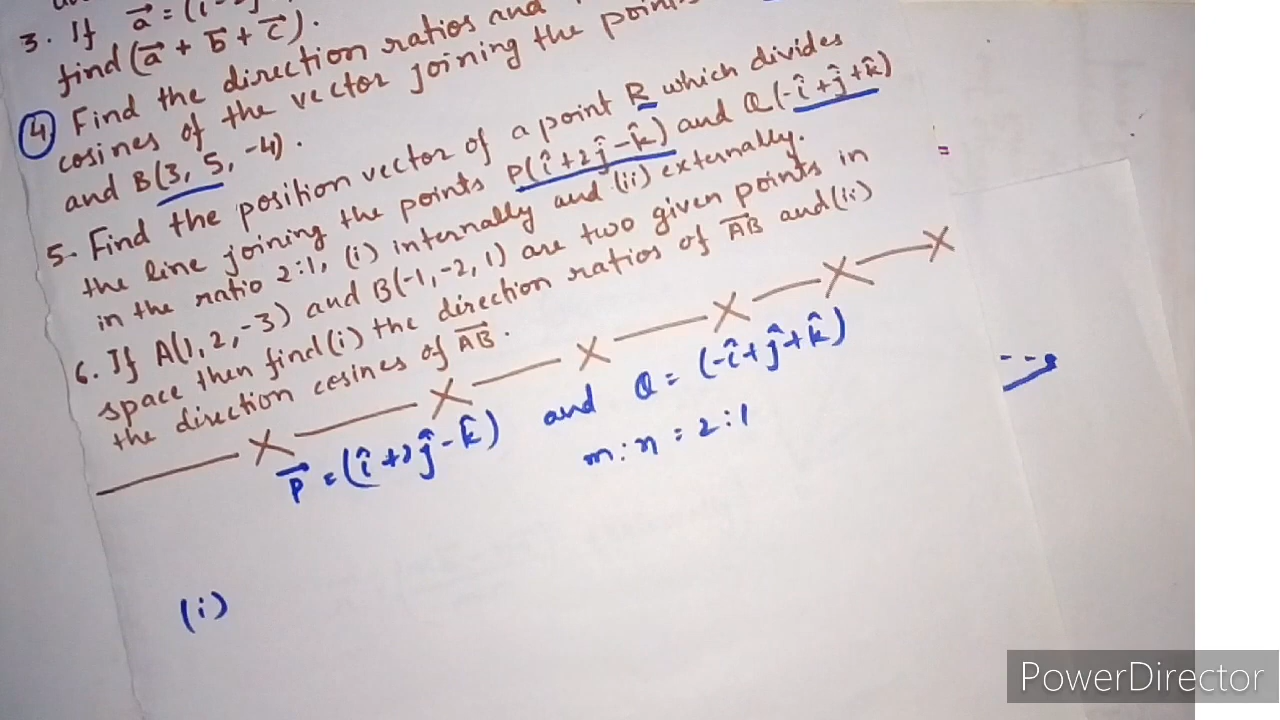 3. If a⃗ = (î
find (a⃗ + b⃗ + c⃗).
4. Find the direction ratios and
cosines of the vector joining the points
and B(3, 5, -4).
5. Find the position vector of a point R which divides
the line joining the points P(î+2ĵ-k̂) and Q(-î+ĵ+k̂)
in the ratio 2:1, (i) internally and (ii) externally.
6. If A(1, 2, -3) and B(-1, -2, 1) are two given points in
space then find (i) the direction ratios of AB⃗ and (ii)
the direction cosines of AB⃗.
P⃗ = (î+2ĵ-k̂) and Q = (-î+ĵ+k̂)
m:n = 2:1
(i)
PowerDirector